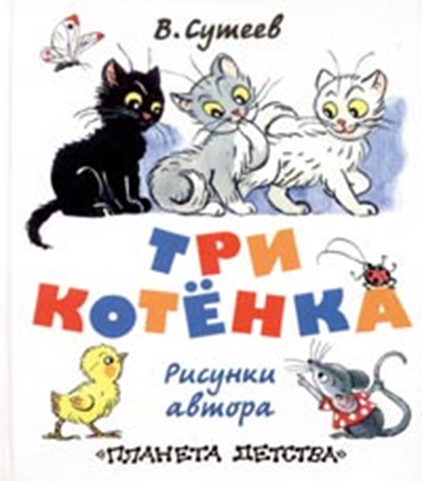 В. Сутеев
ТРИ
КОТЁНКА
Рисунки
автора
«ПЛАНЕТА ДЕТСТВА»